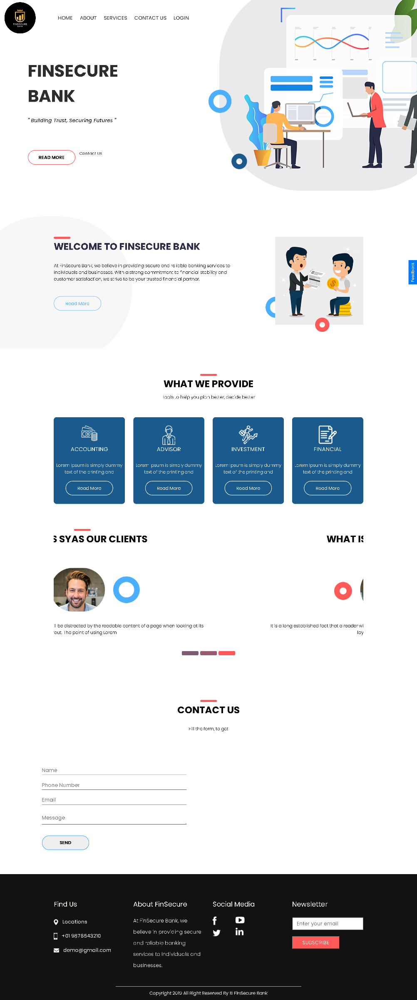 FINSECURE
BANK
HOME ABOUT SERVICES CONTACT US LOGIN
FINSECURE
BANK
" Building Trust, Securing Futures "
READ MORE Contact Us
WELCOME TO FINSECURE BANK
At FinSecure Bank, we believe in providing secure and reliable banking services to
individuals and businesses. With a strong commitment to financial stability and
customer satisfaction, we strive to be your trusted financial partner.
Read More
Feedback
WHAT WE PROVIDE
Tools to help you plan better, decide better
ACCOUNTING
Lorem Ipsum is simply dummy
text of the printing and
Read More
ADVISOR
Lorem Ipsum is simply dummy
text of the printing and
Read More
INVESTMENT
Lorem Ipsum is simply dummy
text of the printing and
Read More
FINANCIAL
Lorem Ipsum is simply dummy
text of the printing and
Read More
S SYAS OUR CLIENTS
ll be distracted by the readable content of a page when looking at its
out. The point of using Lorem
WHAT IS
It is a long established fact that a reader wi
lay
CONTACT US
Fill the form, to get
Name
Phone Number
Email
Message
SEND
Find Us
Locations
+01 9876543210
demo@gmail.com
About FinSecure
At FinSecure Bank, we
believe in providing secure
and reliable banking
services to individuals and
businesses.
Social Media
Newsletter
Enter your email
SUBSCRIBE
Copyright 2019 All Right Reserved By © FinSecure Bank